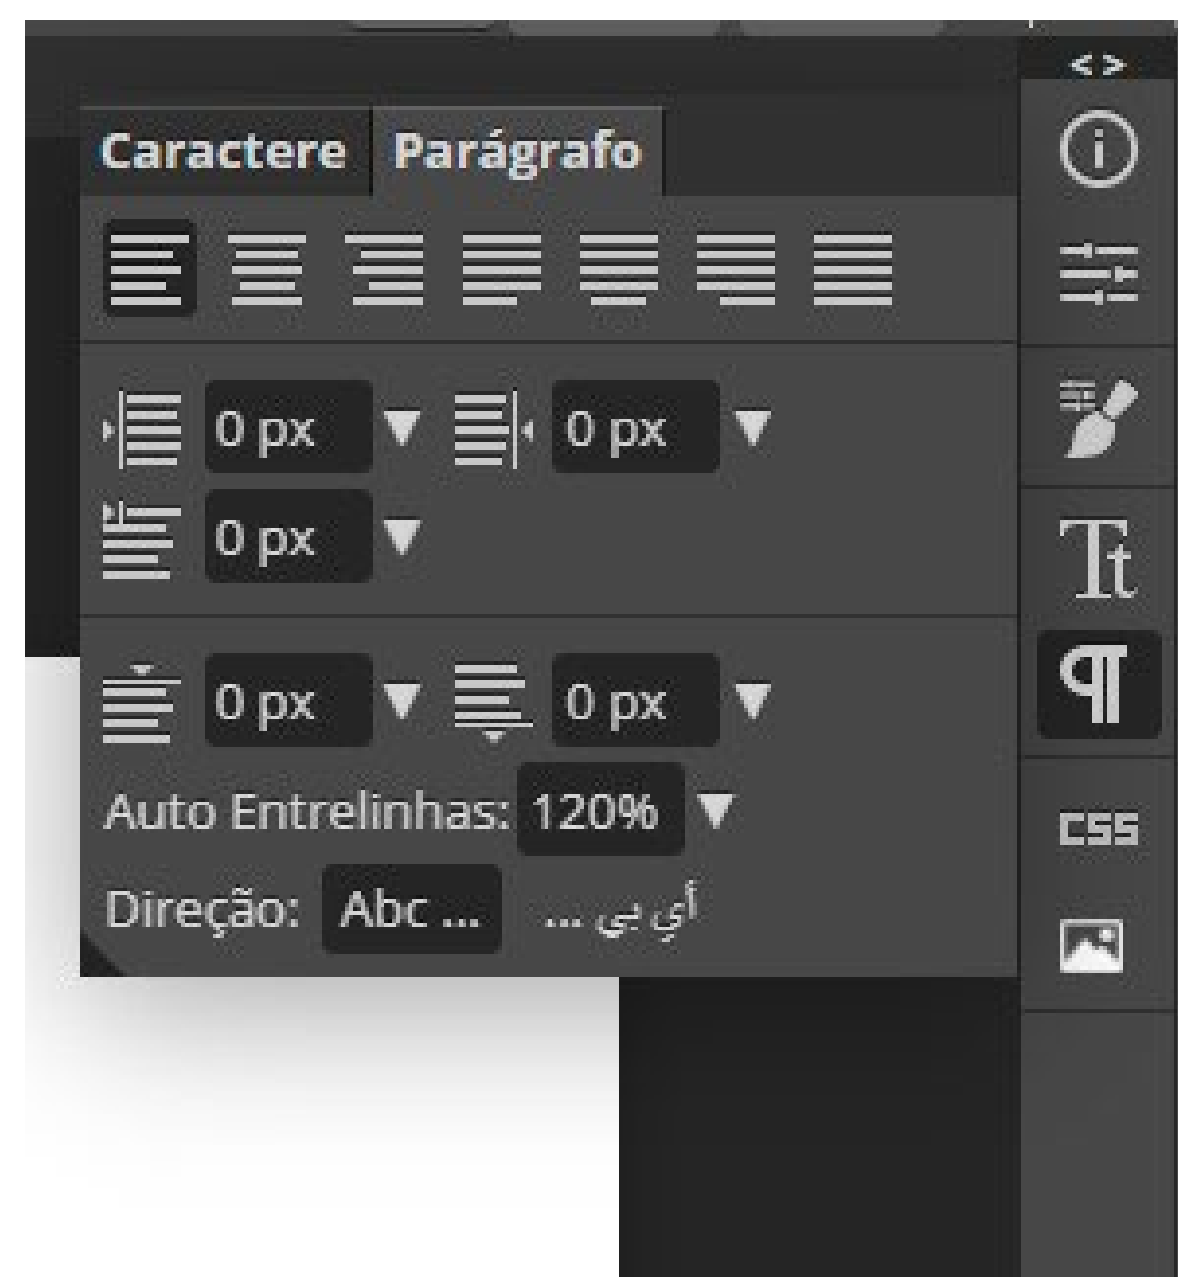 Caractere Parágrafo
0 px 0 px
0 px
0 px 0 px
Auto Entrelinhas: 120%
Direção: Abc ... أي بي ...
Tt
¶
CSS